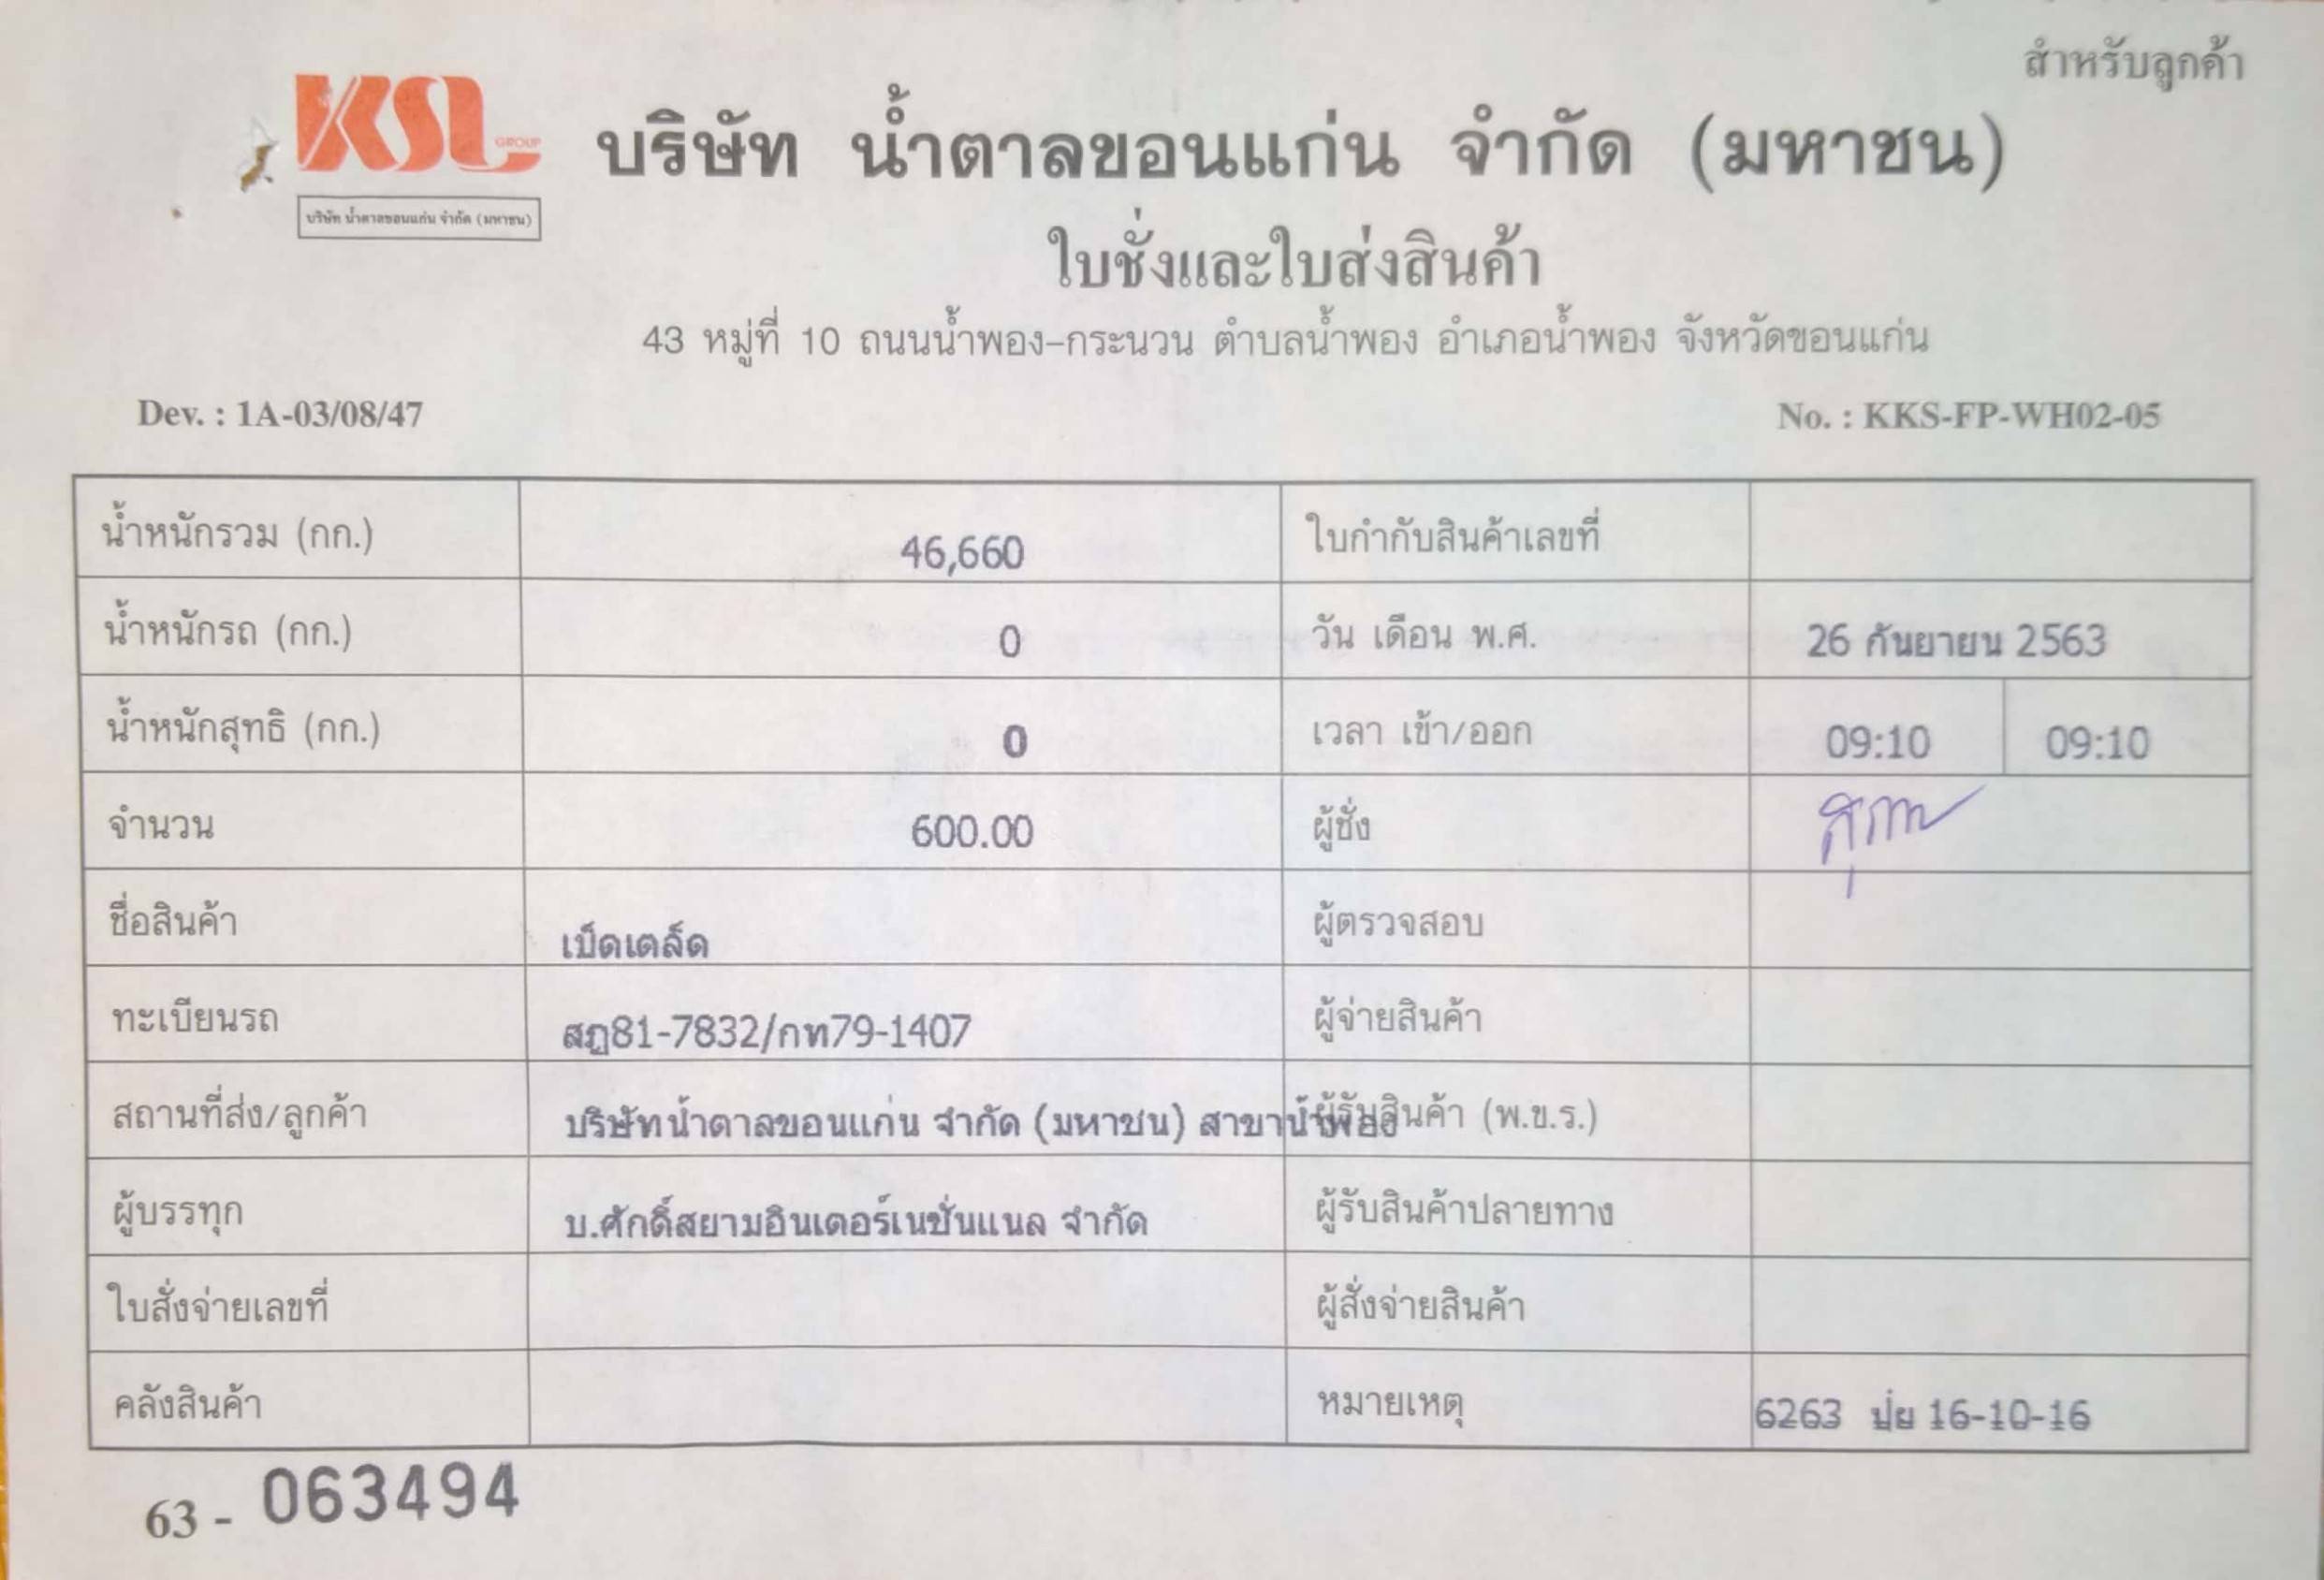 สำหรับลูกค้า
KSL GROUP
บริษัท น้ำตาลขอนแก่น จำกัด (มหาชน)
บริษัท น้ำตาลขอนแก่น จำกัด (มหาชน)
ใบชั่งและใบส่งสินค้า
43 หมู่ที่ 10 ถนนน้ำพอง-กระนวน ตำบลน้ำพอง อำเภอน้ำพอง จังหวัดขอนแก่น
Dev. : 1A-03/08/47 No. : KKS-FP-WH02-05
น้ำหนักรวม (กก.) 46,660 ใบกำกับสินค้าเลขที่
น้ำหนักรถ (กก.) 0 วัน เดือน พ.ศ. 26 กันยายน 2563
น้ำหนักสุทธิ (กก.) 0 เวลา เข้า/ออก 09:10 09:10
จำนวน 600.00 ผู้ชั่ง
ชื่อสินค้า เบ็ดเตล็ด ผู้ตรวจสอบ
ทะเบียนรถ สฎ81-7832/กท79-1407 ผู้จ่ายสินค้า
สถานที่ส่ง/ลูกค้า บริษัทน้ำตาลขอนแก่น จำกัด (มหาชน) สาขาน้ำพอง ผู้รับสินค้า (พ.ข.ร.)
ผู้บรรทุก บ.ศักดิ์สยามอินเตอร์เนชั่นแนล จำกัด ผู้รับสินค้าปลายทาง
ใบสั่งจ่ายเลขที่ ผู้สั่งจ่ายสินค้า
คลังสินค้า หมายเหตุ 6263 ปุ๋ย 16-10-16
63 - 063494